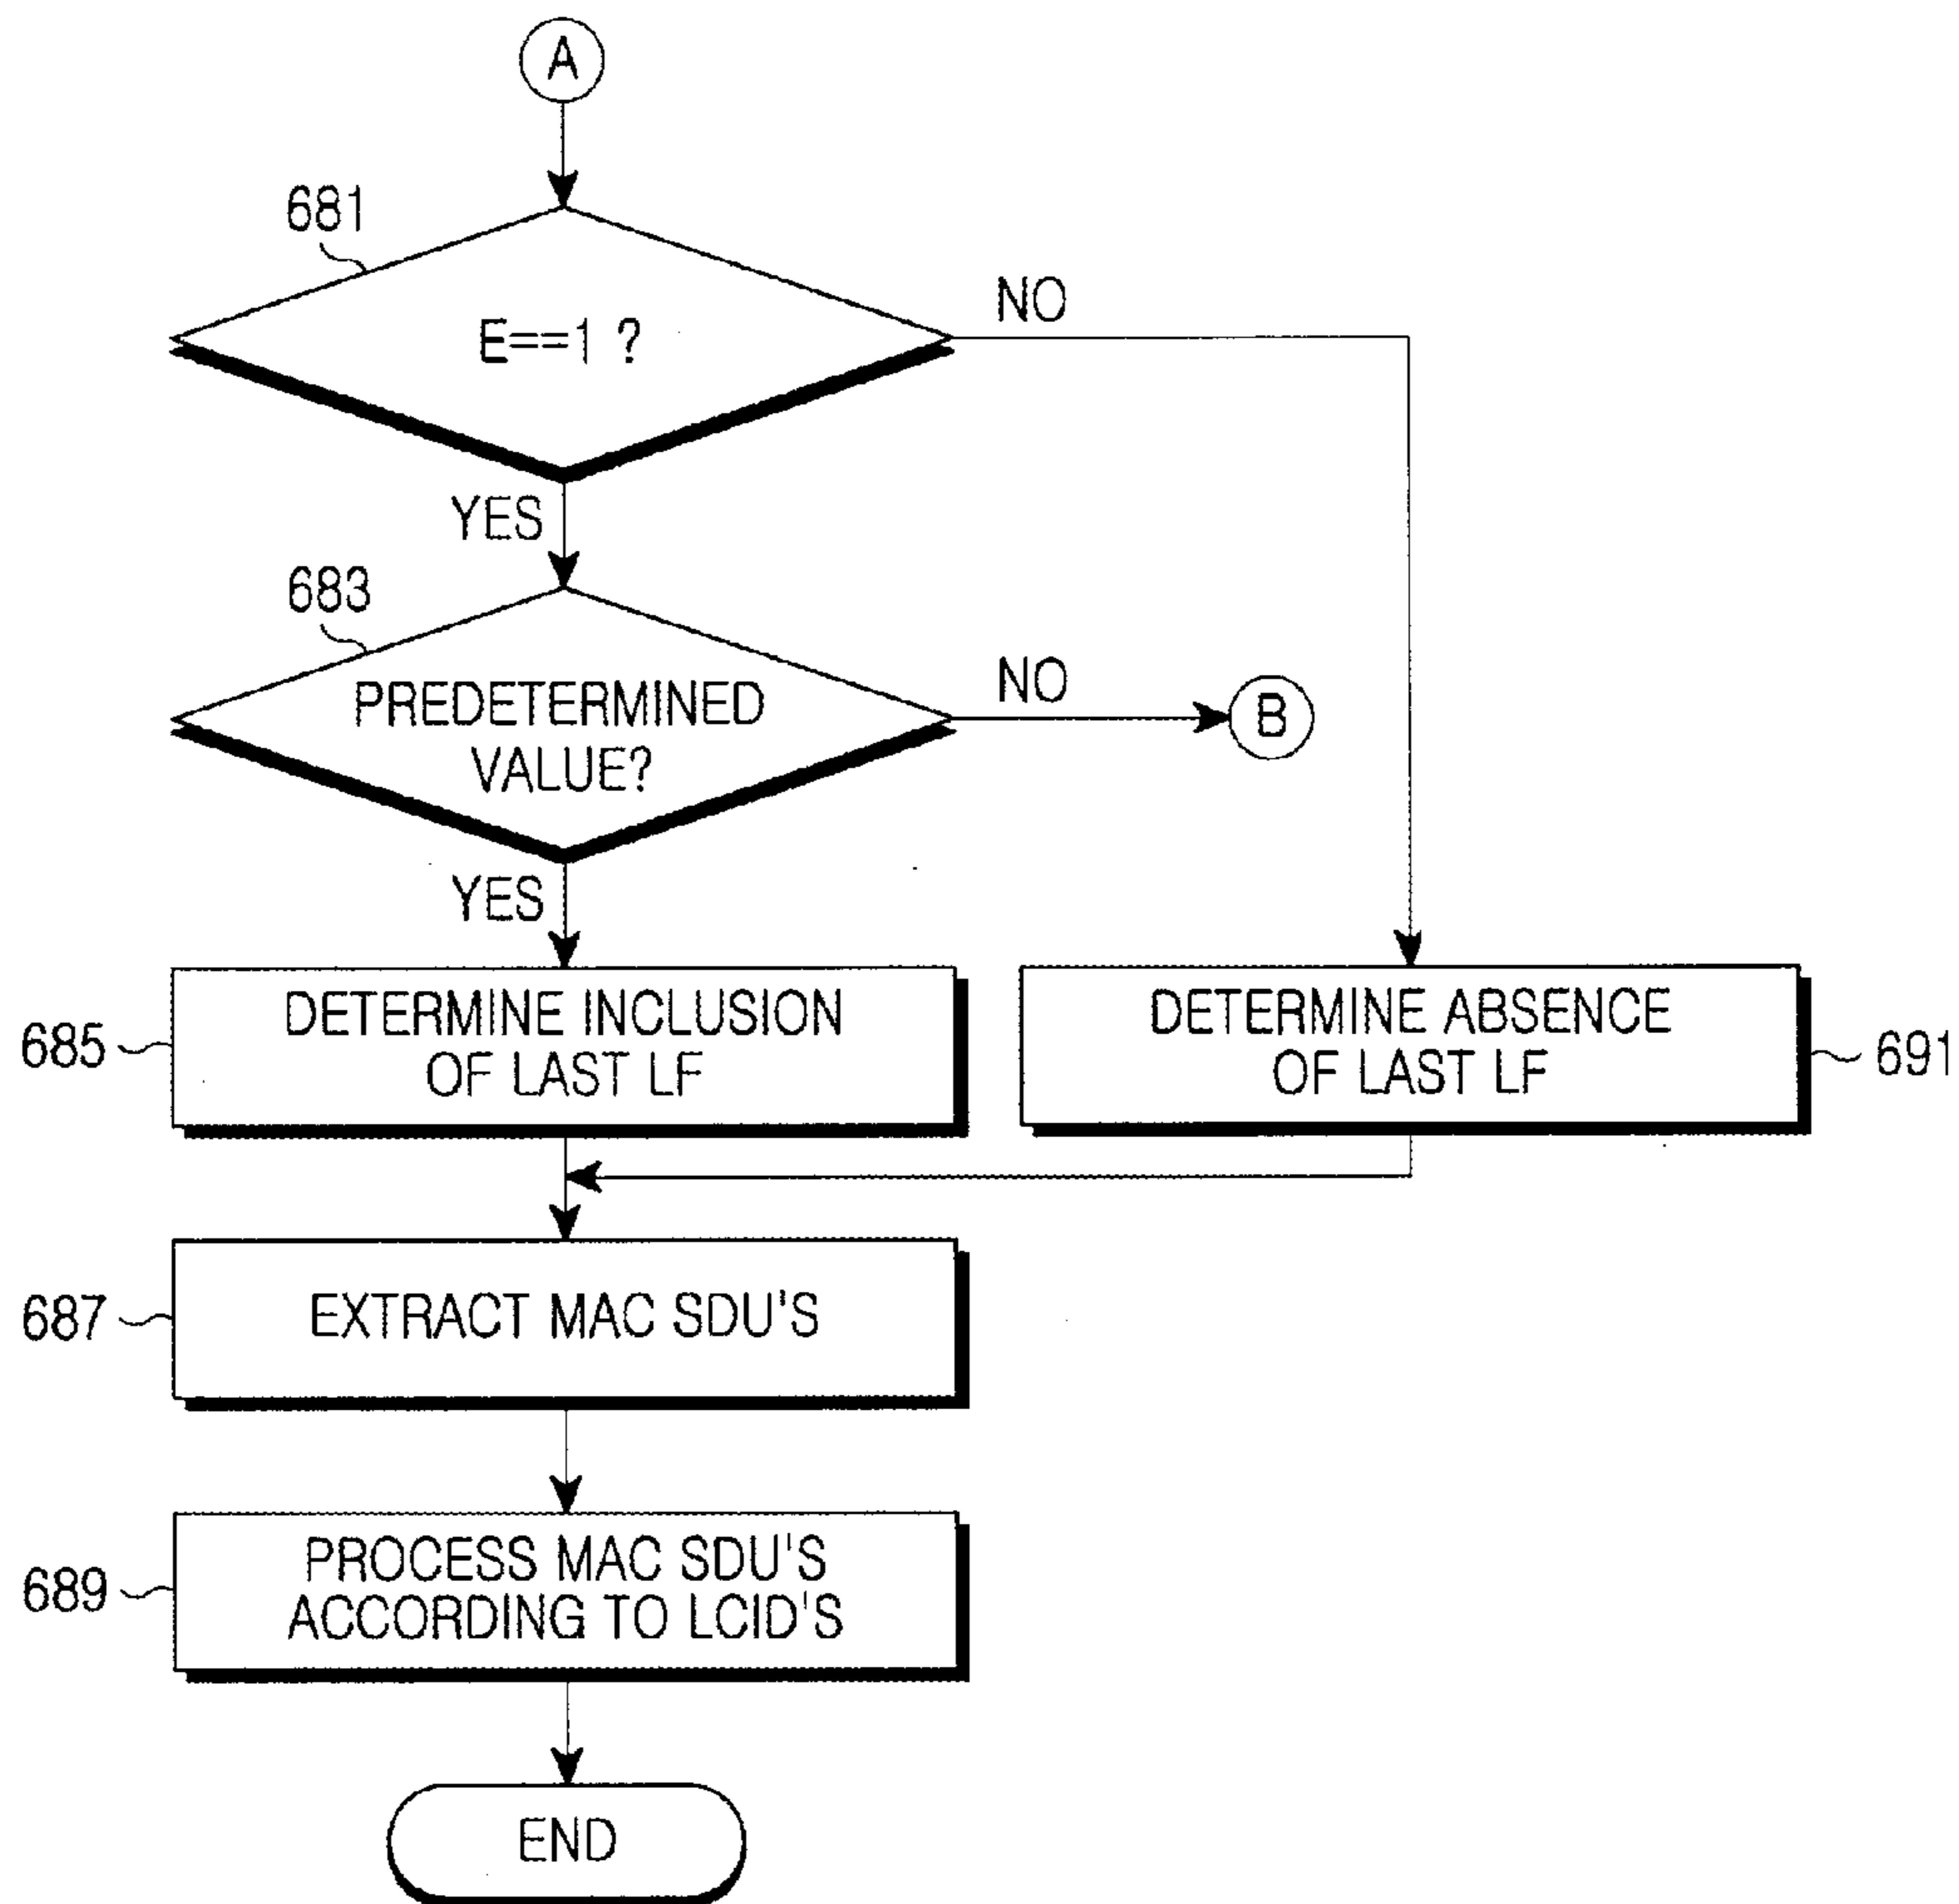 A
681
E==1 ?
NO
YES
683
PREDETERMINED
VALUE?
NO
B
YES
685
DETERMINE INCLUSION
OF LAST LF
DETERMINE ABSENCE
OF LAST LF
691
687
EXTRACT MAC SDU'S
689
PROCESS MAC SDU'S
ACCORDING TO LCID'S
END